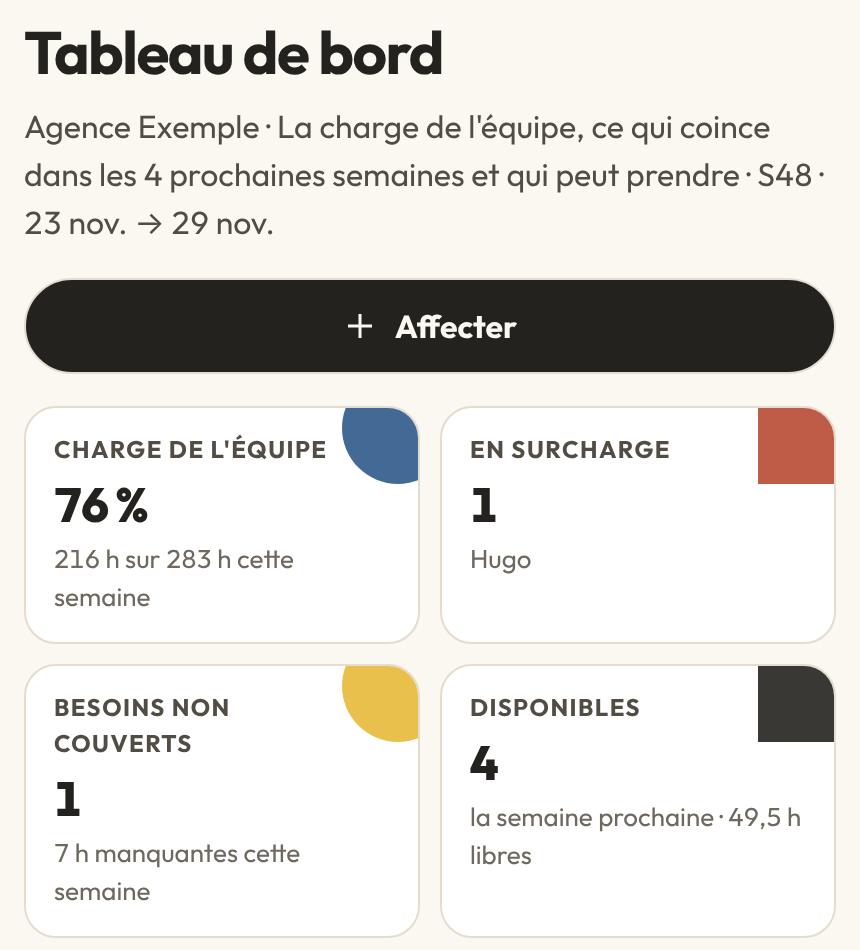 Tableau de bord
Agence Exemple · La charge de l'équipe, ce qui coince
dans les 4 prochaines semaines et qui peut prendre · S48 ·
23 nov. → 29 nov.
+ Affecter
CHARGE DE L'ÉQUIPE
76 %
216 h sur 283 h cette
semaine
EN SURCHARGE
1
Hugo
BESOINS NON
COUVERTS
1
7 h manquantes cette
semaine
DISPONIBLES
4
la semaine prochaine · 49,5 h
libres